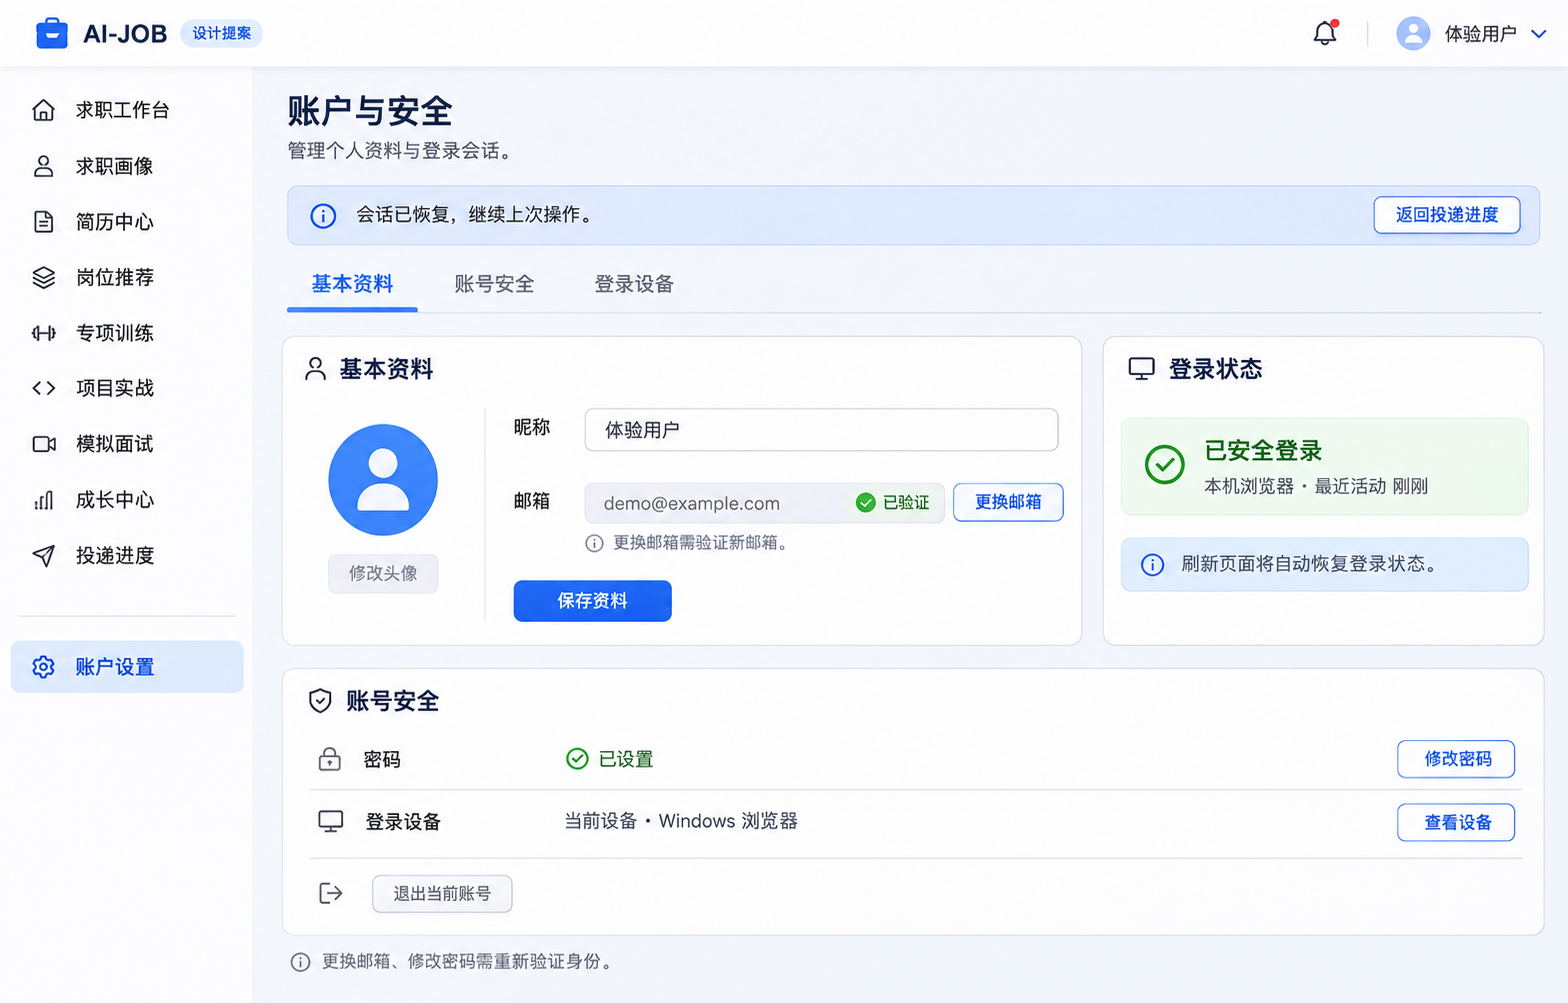 AI-JOB 设计提案
体验用户
求职工作台
求职画像
简历中心
岗位推荐
专项训练
项目实战
模拟面试
成长中心
投递进度
账户设置
账户与安全
管理个人资料与登录会话。
会话已恢复，继续上次操作。
返回投递进度
基本资料 账号安全 登录设备
基本资料
修改头像
昵称 体验用户
邮箱 demo@example.com 已验证 更换邮箱
更换邮箱需验证新邮箱。
保存资料
登录状态
已安全登录
本机浏览器・最近活动 刚刚
刷新页面将自动恢复登录状态。
账号安全
密码 已设置 修改密码
登录设备 当前设备・Windows 浏览器 查看设备
退出当前账号
更换邮箱、修改密码需重新验证身份。